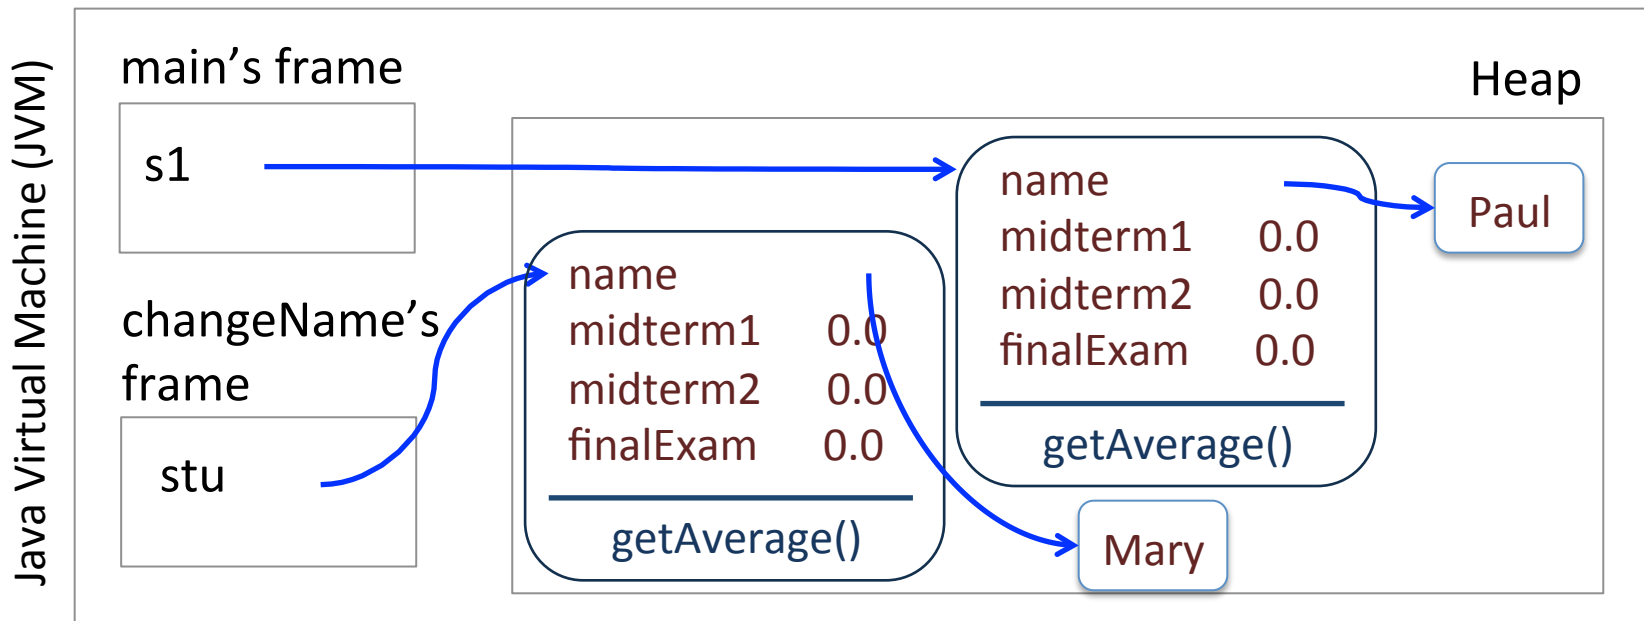 Java Virtual Machine (JVM)
main’s frame
s1
changeName’s
frame
stu
Heap
name
midterm1 0.0
midterm2 0.0
finalExam 0.0
getAverage()
name
midterm1 0.0
midterm2 0.0
finalExam 0.0
getAverage()
Paul
Mary